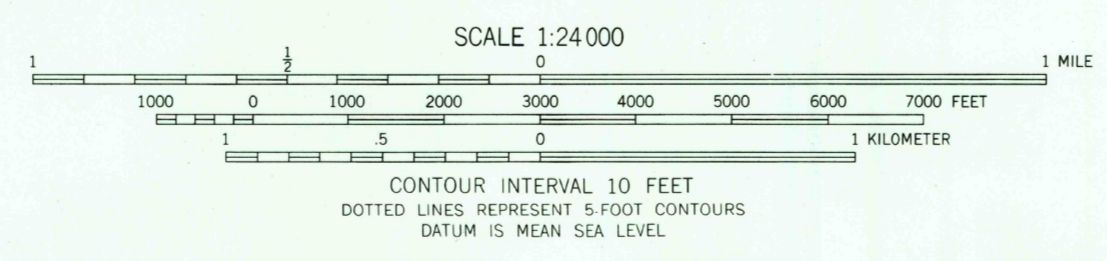 SCALE 1:24 000
1 ½ 0 1 MILE
1000 0 1000 2000 3000 4000 5000 6000 7000 FEET
1 .5 0 1 KILOMETER
CONTOUR INTERVAL 10 FEET
DOTTED LINES REPRESENT 5-FOOT CONTOURS
DATUM IS MEAN SEA LEVEL